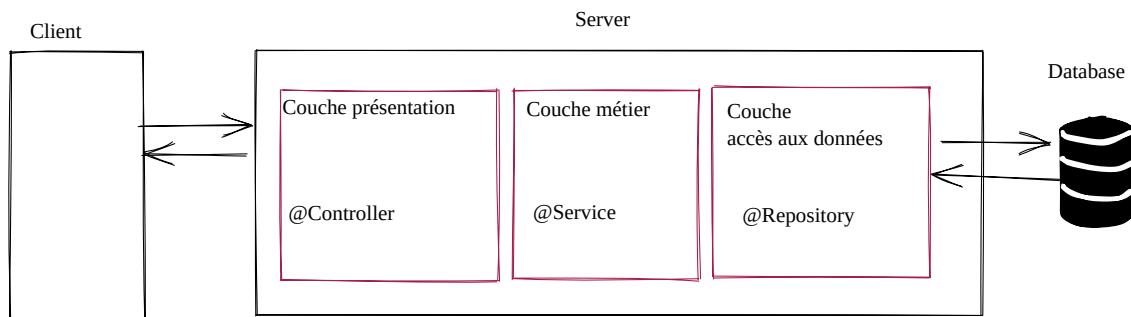 Client
Server
Database
Couche présentation
Couche métier
Couche
accès aux données
@Controller
@Service
@Repository